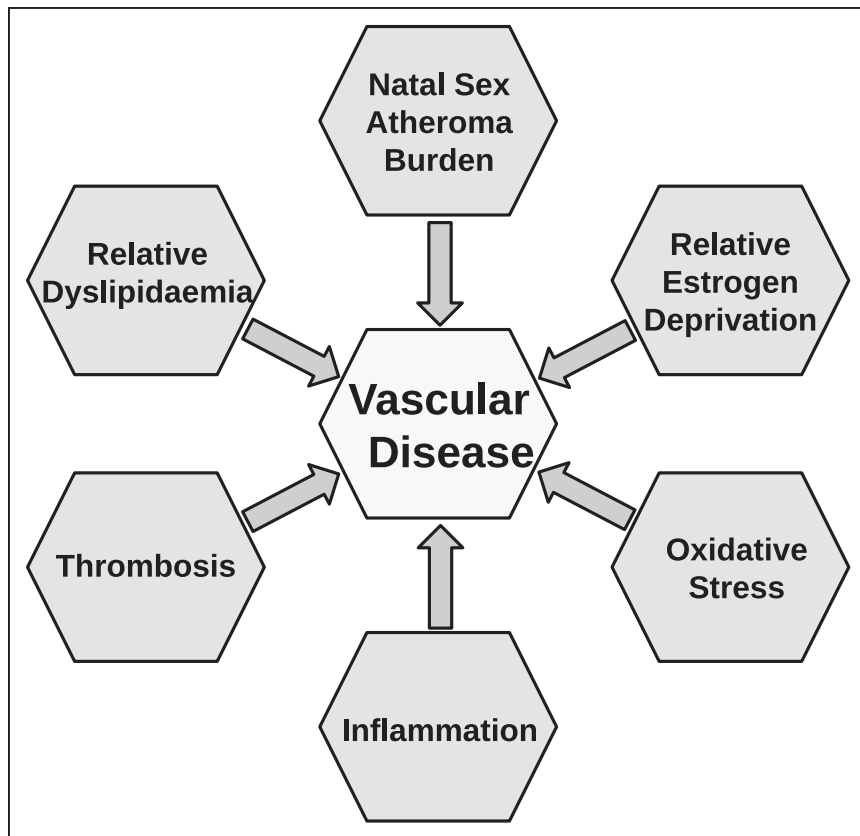 Natal Sex
Atheroma
Burden
Relative
Dyslipidaemia
Relative
Estrogen
Deprivation
Vascular
Disease
Thrombosis
Oxidative
Stress
Inflammation